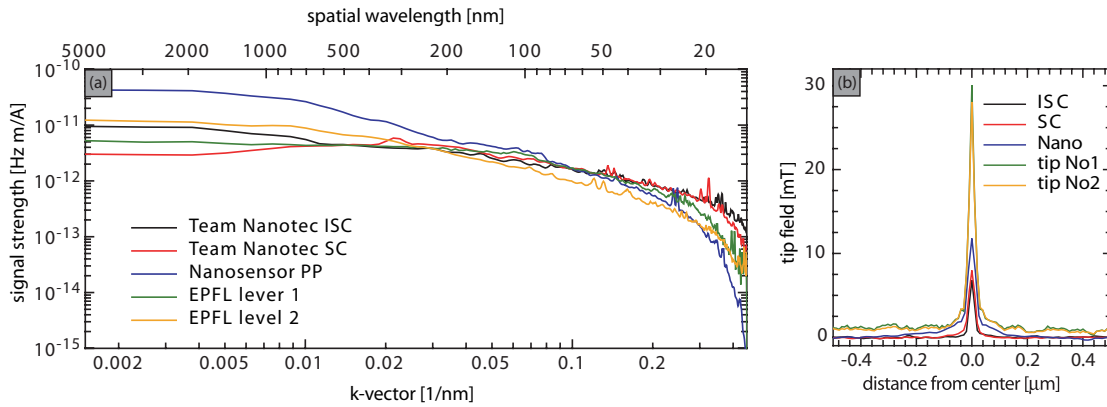 spatial wavelength [nm]
5000 2000 1000 500 200 100 50 20
10-10
10-11
10-12
10-13
10-14
10-15
signal strength [Hz m/A]
(a)
Team Nanotec ISC
Team Nanotec SC
Nanosensor PP
EPFL lever 1
EPFL level 2
0.002 0.005 0.01 0.02 0.05 0.1 0.2
k-vector [1/nm]
(b)
30
20
10
0
tip field [mT]
ISC
SC
Nano
tip No1
tip No2
-0.4 -0.2 0.0 0.2 0.4
distance from center [μm]